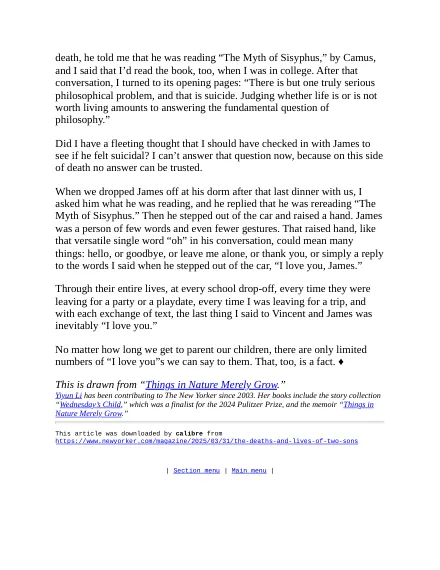 death, he told me that he was reading “The Myth of Sisyphus,” by Camus,
and I said that I’d read the book, too, when I was in college. After that
conversation, I turned to its opening pages: “There is but one truly serious
philosophical problem, and that is suicide. Judging whether life is or is not
worth living amounts to answering the fundamental question of
philosophy.”
Did I have a fleeting thought that I should have checked in with James to
see if he felt suicidal? I can’t answer that question now, because on this side
of death no answer can be trusted.
When we dropped James off at his dorm after that last dinner with us, I
asked him what he was reading, and he replied that he was rereading “The
Myth of Sisyphus.” Then he stepped out of the car and raised a hand. James
was a person of few words and even fewer gestures. That raised hand, like
that versatile single word “oh” in his conversation, could mean many
things: hello, or goodbye, or leave me alone, or thank you, or simply a reply
to the words I said when he stepped out of the car, “I love you, James.”
Through their entire lives, at every school drop-off, every time they were
leaving for a party or a playdate, every time I was leaving for a trip, and
with each exchange of text, the last thing I said to Vincent and James was
inevitably “I love you.”
No matter how long we get to parent our children, there are only limited
numbers of “I love you”s we can say to them. That, too, is a fact. ♦
This is drawn from “Things in Nature Merely Grow.”
Yiyun Li has been contributing to The New Yorker since 2003. Her books include the story collection
“Wednesday’s Child,” which was a finalist for the 2024 Pulitzer Prize, and the memoir “Things in
Nature Merely Grow.”
This article was downloaded by calibre from
https://www.newyorker.com/magazine/2025/03/31/the-deaths-and-lives-of-two-sons
| Section menu | Main menu |